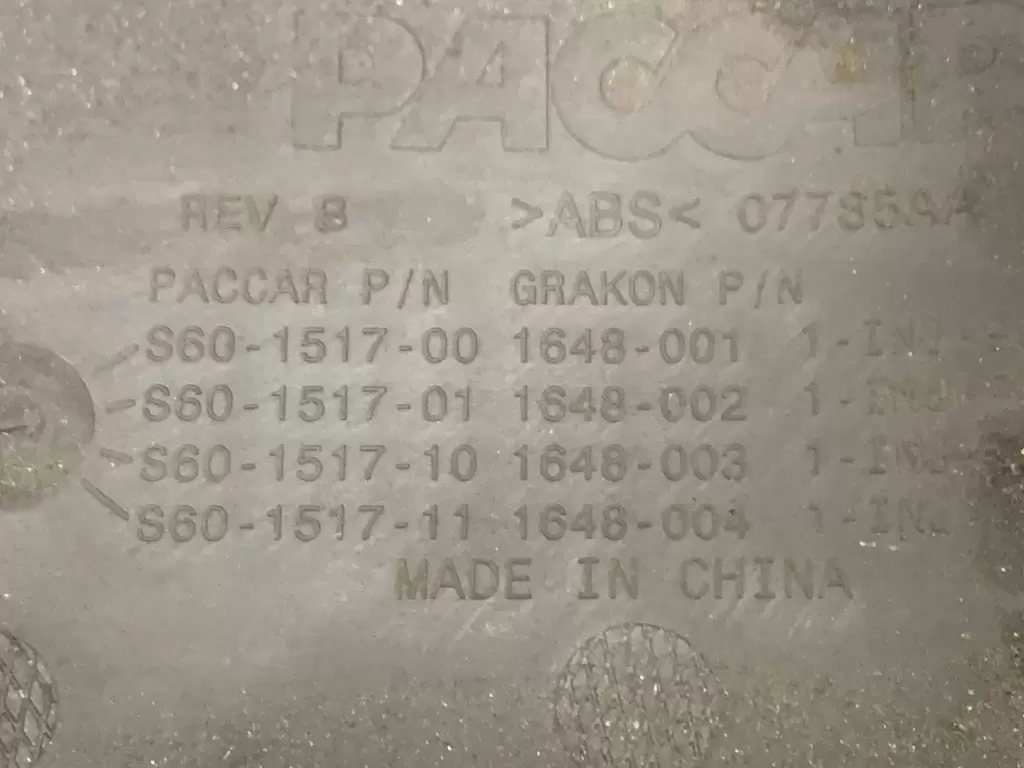 PACCAR
REV B >ABS<
PACCAR P/N GRAKON P/N
S60-1517-00 1648-001
S60-1517-01 1648-002
S60-1517-10 1648-003
S60-1517-11 1648-004
MADE IN CHINA